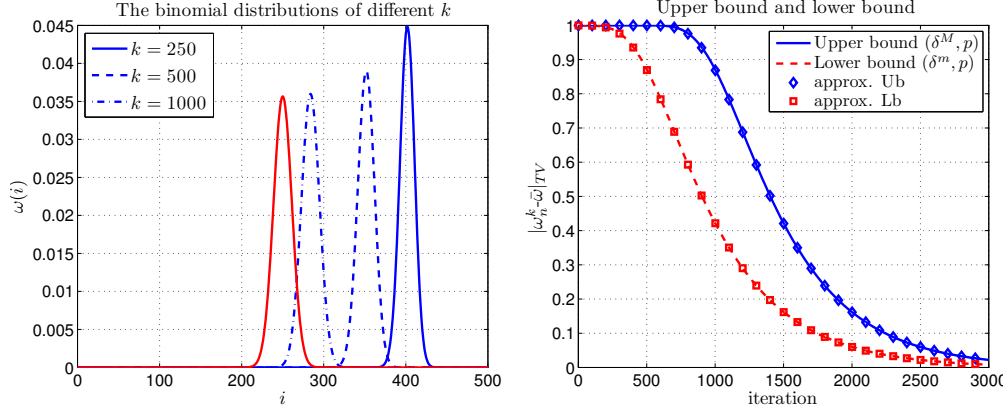 The binomial distributions of different k
0.045
0.04
0.035
0.03
0.025
0.02
0.015
0.01
0.005
0
ω(i)
k = 250
k = 500
k = 1000
0 100 200 300 400 500
i
Upper bound and lower bound
1
0.9
0.8
0.7
0.6
0.5
0.4
0.3
0.2
0.1
0
|ω_n^k-ω̄|_{TV}
Upper bound (δ^M, p)
Lower bound (δ^m, p)
approx. Ub
approx. Lb
0 500 1000 1500 2000 2500 3000
iteration